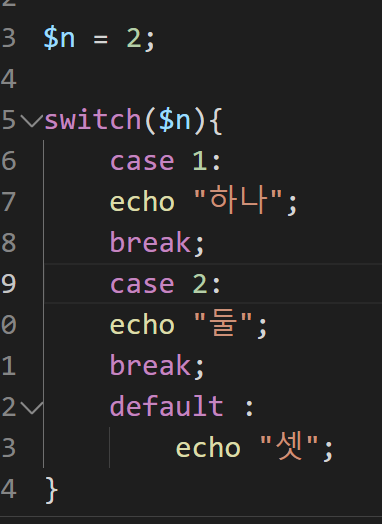 3 $n = 2;
4
5 switch($n){
6 case 1:
7 echo "하나";
8 break;
9 case 2:
0 echo "둘";
1 break;
2 default :
3 echo "셋";
4 }